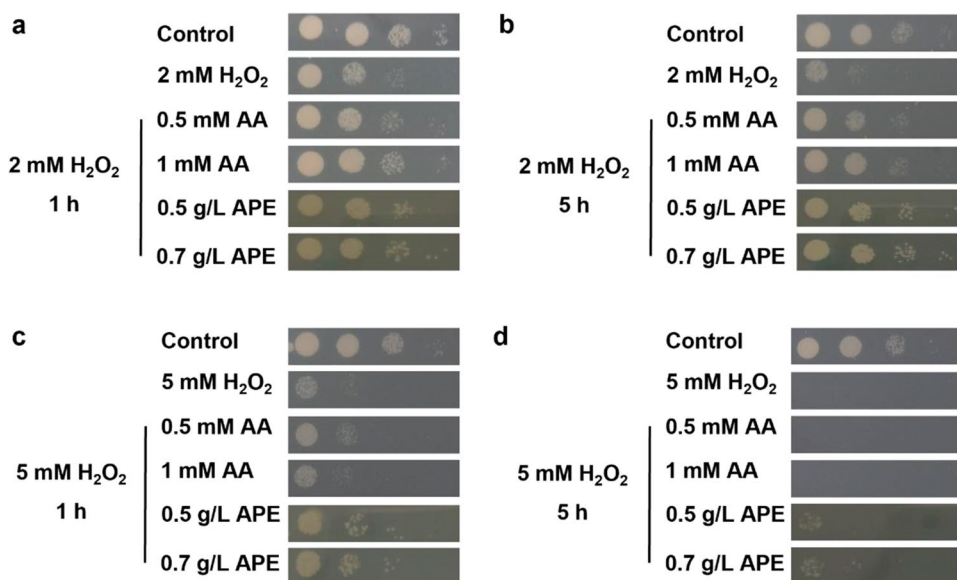 a
Control
2 mM H₂O₂
0.5 mM AA
1 mM AA
0.5 g/L APE
0.7 g/L APE
2 mM H₂O₂
1 h
b
Control
2 mM H₂O₂
0.5 mM AA
1 mM AA
0.5 g/L APE
0.7 g/L APE
2 mM H₂O₂
5 h
c
Control
5 mM H₂O₂
0.5 mM AA
1 mM AA
0.5 g/L APE
0.7 g/L APE
5 mM H₂O₂
1 h
d
Control
5 mM H₂O₂
0.5 mM AA
1 mM AA
0.5 g/L APE
0.7 g/L APE
5 mM H₂O₂
5 h